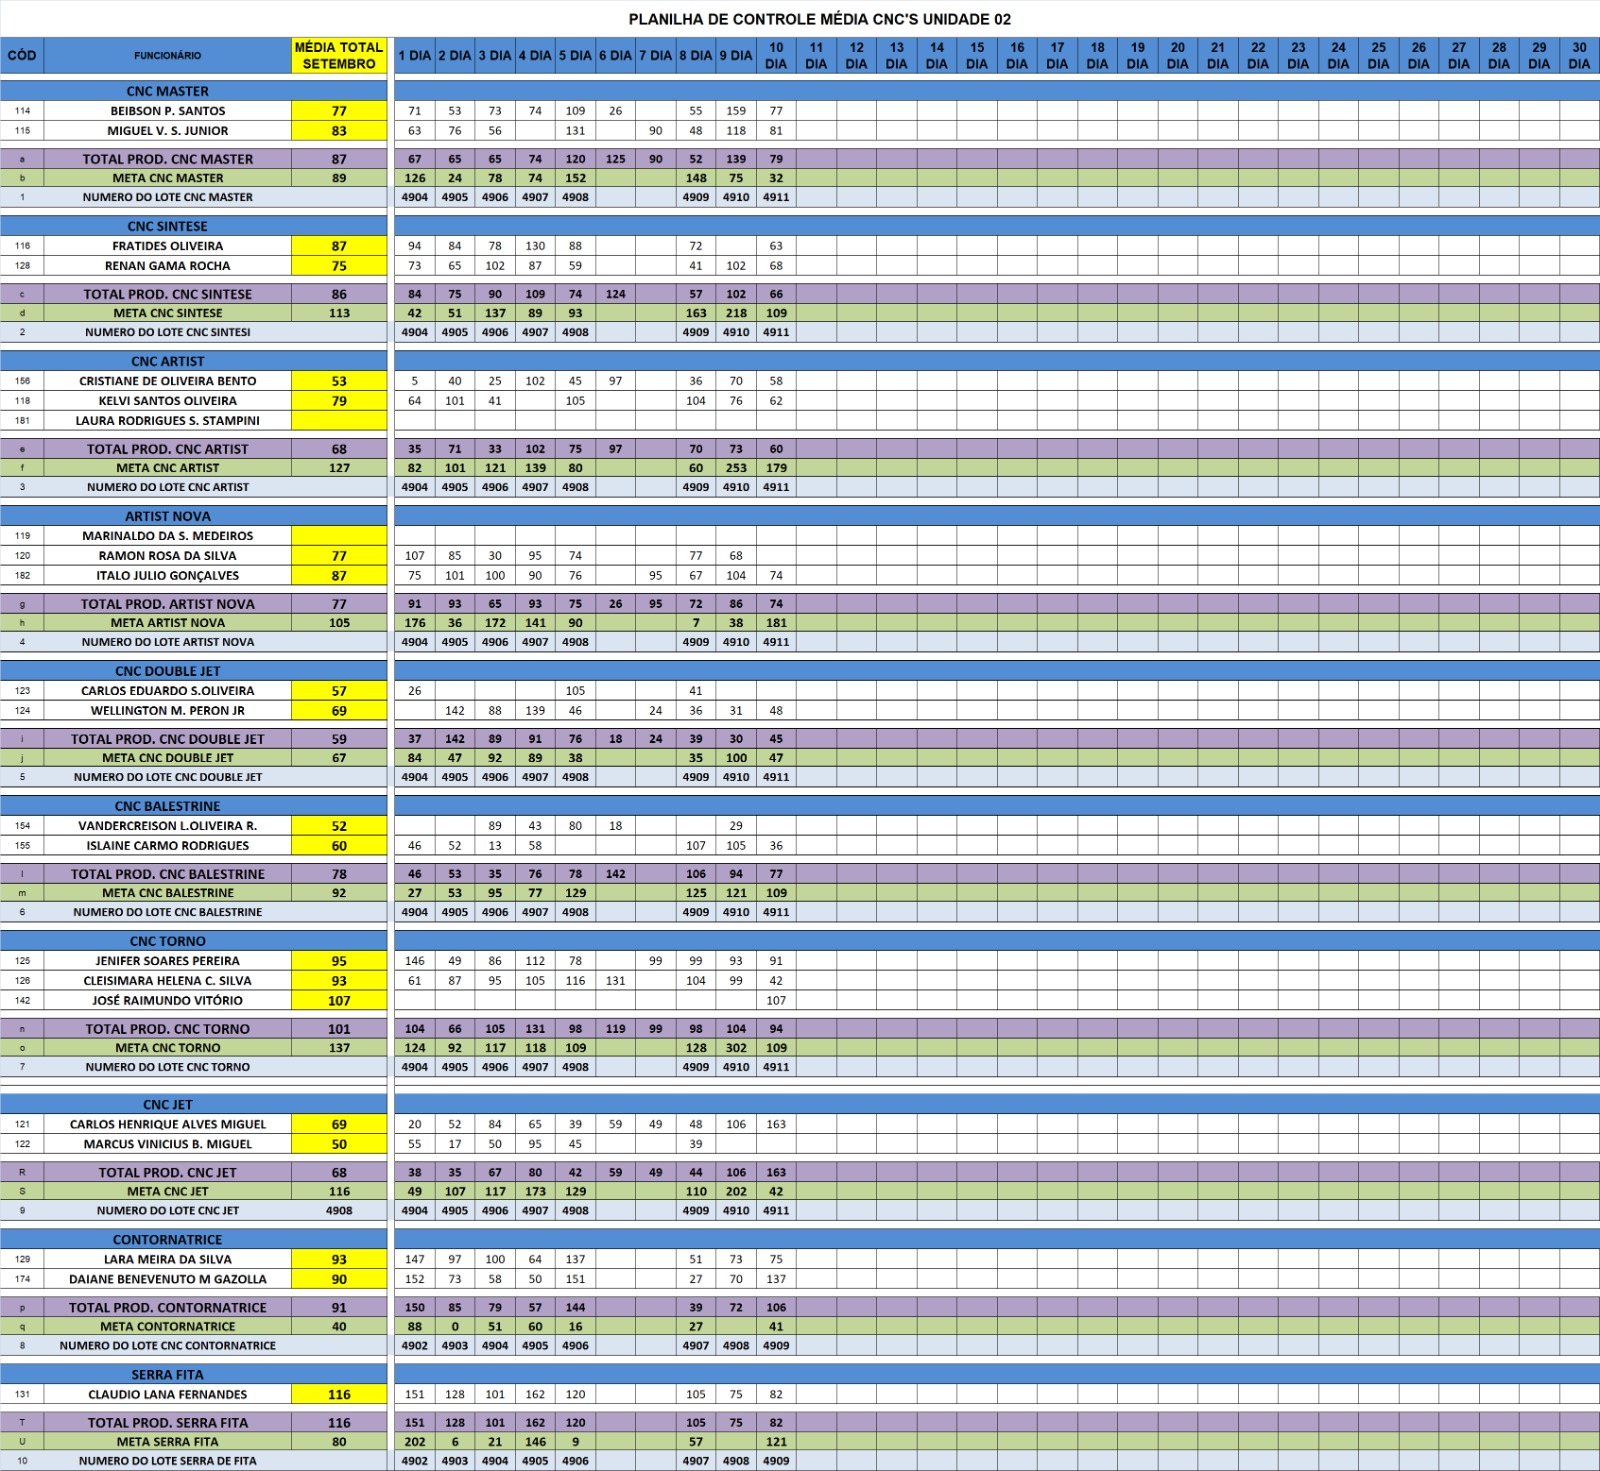 PLANILHA DE CONTROLE MÉDIA CNC'S UNIDADE 02
CÓD FUNCIONÁRIO MÉDIA TOTAL SETEMBRO 1 DIA 2 DIA 3 DIA 4 DIA 5 DIA 6 DIA 7 DIA 8 DIA 9 DIA 10 DIA 11 DIA 12 DIA 13 DIA 14 DIA 15 DIA 16 DIA 17 DIA 18 DIA 19 DIA 20 DIA 21 DIA 22 DIA 23 DIA 24 DIA 25 DIA 26 DIA 27 DIA 28 DIA 29 DIA 30 DIA
CNC MASTER
114 BEIBSON P. SANTOS 77 71 53 73 74 109 26 55 159 77
115 MIGUEL V. S. JUNIOR 83 63 76 56 131 90 48 118 81
a TOTAL PROD. CNC MASTER 87 67 65 65 74 120 125 90 52 139 79
b META CNC MASTER 89 126 24 78 74 152 148 75 32
1 NUMERO DO LOTE CNC MASTER 4904 4905 4906 4907 4908 4909 4910 4911
CNC SINTESE
116 FRATIDES OLIVEIRA 87 94 84 78 130 88 72 63
128 RENAN GAMA ROCHA 75 73 65 102 87 59 41 102 68
c TOTAL PROD. CNC SINTESE 86 84 75 90 109 74 124 57 102 66
d META CNC SINTESE 113 42 51 137 89 93 163 218 109
2 NUMERO DO LOTE CNC SINTESI 4904 4905 4906 4907 4908 4909 4910 4911
CNC ARTIST
156 CRISTIANE DE OLIVEIRA BENTO 53 5 40 25 102 45 97 36 70 58
118 KELVI SANTOS OLIVEIRA 79 64 101 41 105 104 76 62
181 LAURA RODRIGUES S. STAMPINI
e TOTAL PROD. CNC ARTIST 68 35 71 33 102 75 97 70 73 60
f META CNC ARTIST 127 82 101 121 139 80 60 253 179
3 NUMERO DO LOTE CNC ARTIST 4904 4905 4906 4907 4908 4909 4910 4911
ARTIST NOVA
119 MARINALDO DA S. MEDEIROS
120 RAMON ROSA DA SILVA 77 107 85 30 95 74 77 68
182 ITALO JULIO GONÇALVES 87 75 101 100 90 76 95 67 104 74
g TOTAL PROD. ARTIST NOVA 77 91 93 65 93 75 26 95 72 86 74
h META ARTIST NOVA 105 176 36 172 141 90 7 38 181
4 NUMERO DO LOTE ARTIST NOVA 4904 4905 4906 4907 4908 4909 4910 4911
CNC DOUBLE JET
123 CARLOS EDUARDO S.OLIVEIRA 57 26 105 41
124 WELLINGTON M. PERON JR 69 142 88 139 46 24 36 31 48
i TOTAL PROD. CNC DOUBLE JET 59 37 142 89 91 76 18 24 39 30 45
j META CNC DOUBLE JET 67 84 47 92 89 38 35 100 47
5 NUMERO DO LOTE CNC DOUBLE JET 4904 4905 4906 4907 4908 4909 4910 4911
CNC BALESTRINE
154 VANDERCREISON L.OLIVEIRA R. 52 89 43 80 18 29
155 ISLAINE CARMO RODRIGUES 60 46 52 13 58 107 105 36
l TOTAL PROD. CNC BALESTRINE 78 46 53 35 76 78 142 106 94 77
m META CNC BALESTRINE 92 27 53 95 77 129 125 121 109
6 NUMERO DO LOTE CNC BALESTRINE 4904 4905 4906 4907 4908 4909 4910 4911
CNC TORNO
125 JENIFER SOARES PEREIRA 95 146 49 86 112 78 99 99 93 91
126 CLEISIMARA HELENA C. SILVA 93 61 87 95 105 116 131 104 99 42
142 JOSÉ RAIMUNDO VITÓRIO 107 107
n TOTAL PROD. CNC TORNO 101 104 66 105 131 98 119 99 98 104 94
o META CNC TORNO 137 124 92 117 118 109 128 302 109
7 NUMERO DO LOTE CNC TORNO 4904 4905 4906 4907 4908 4909 4910 4911
CNC JET
121 CARLOS HENRIQUE ALVES MIGUEL 69 20 52 84 65 39 59 49 48 106 163
122 MARCUS VINICIUS B. MIGUEL 50 55 17 50 95 45 39
R TOTAL PROD. CNC JET 68 38 35 67 80 42 59 49 44 106 163
S META CNC JET 116 49 107 117 173 129 110 202 42
9 NUMERO DO LOTE CNC JET 4908 4904 4905 4906 4907 4908 4909 4910 4911
CONTORNATRICE
129 LARA MEIRA DA SILVA 93 147 97 100 64 137 51 73 75
174 DAIANE BENEVENUTO M GAZOLLA 90 152 73 58 50 151 27 70 137
p TOTAL PROD. CONTORNATRICE 91 150 85 79 57 144 39 72 106
q META CONTORNATRICE 40 88 0 51 60 16 27 41
8 NUMERO DO LOTE CNC CONTORNATRICE 4902 4903 4904 4905 4906 4907 4908 4909
SERRA FITA
131 CLAUDIO LANA FERNANDES 116 151 128 101 162 120 105 75 82
T TOTAL PROD. SERRA FITA 116 151 128 101 162 120 105 75 82
U META SERRA FITA 80 202 6 21 146 9 57 121
10 NUMERO DO LOTE SERRA DE FITA 4902 4903 4904 4905 4906 4907 4908 4909